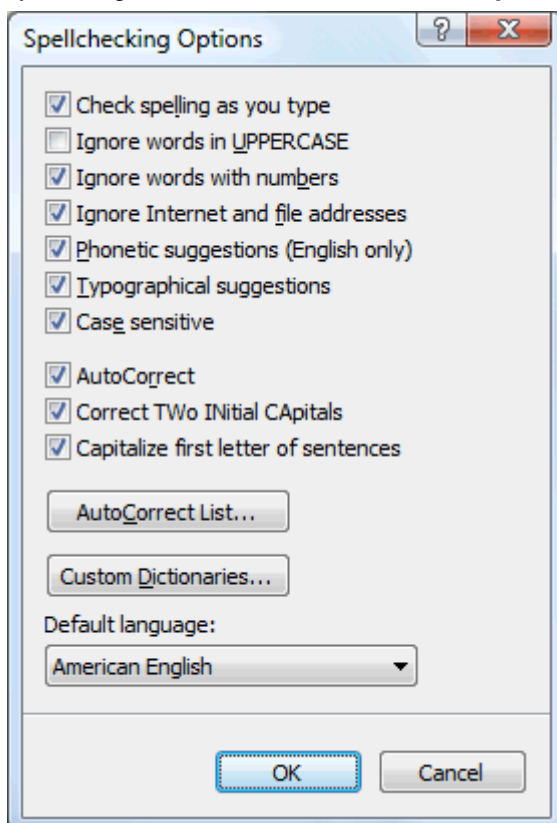 Spellchecking Options
Check spelling as you type
Ignore words in UPPERCASE
Ignore words with numbers
Ignore Internet and file addresses
Phonetic suggestions (English only)
Typographical suggestions
Case sensitive
AutoCorrect
Correct TWo INitial CApitals
Capitalize first letter of sentences
AutoCorrect List...
Custom Dictionaries...
Default language:
American English
OK Cancel